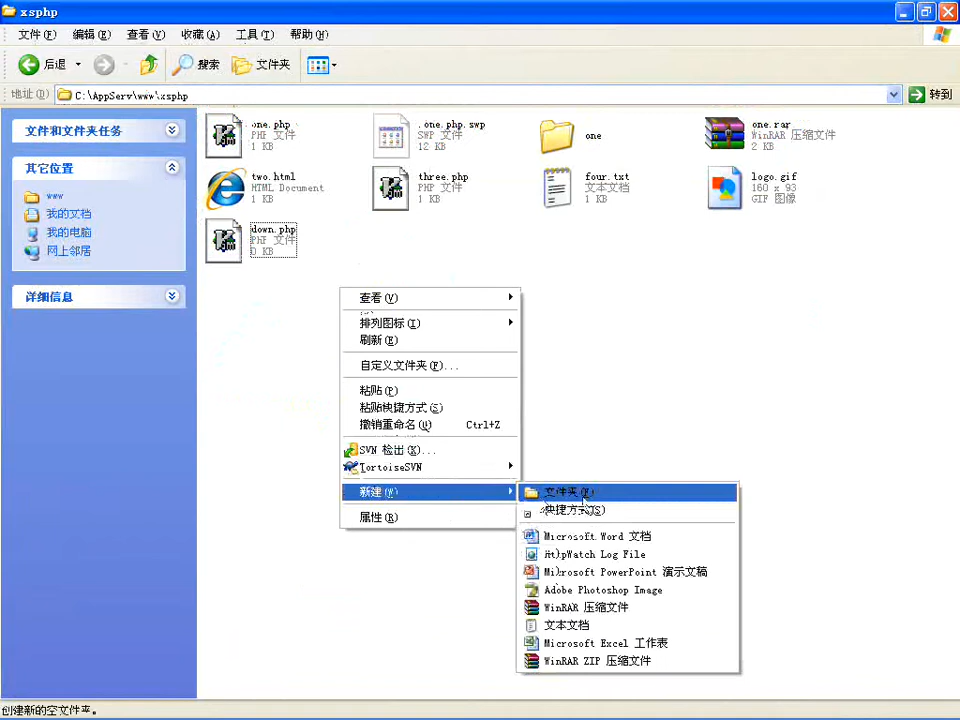 xsphp
文件(F) 编辑(E) 查看(V) 收藏(A) 工具(T) 帮助(H)
后退 搜索 文件夹
地址(D) C:\AppServ\www\xsphp 转到
文件和文件夹任务
其它位置
www
我的文档
我的电脑
网上邻居
详细信息
one.php
PHP 文件
1 KB
.one.php.swp
SWP 文件
12 KB
one
one.rar
WinRAR 压缩文件
2 KB
two.html
HTML Document
1 KB
three.php
PHP 文件
1 KB
four.txt
文本文档
1 KB
logo.gif
160 x 93
GIF 图像
down.php
PHP 文件
0 KB
查看(V)
排列图标(I)
刷新(E)
自定义文件夹(F)...
粘贴(P)
粘贴快捷方式(S)
撤销重命名(U) Ctrl+Z
SVN 检出(K)...
TortoiseSVN
新建(W)
属性(R)
文件夹(F)
快捷方式(S)
Microsoft Word 文档
HttpWatch Log File
Microsoft PowerPoint 演示文稿
Adobe Photoshop Image
WinRAR 压缩文件
文本文档
Microsoft Excel 工作表
WinRAR ZIP 压缩文件
创建新的空文件夹。